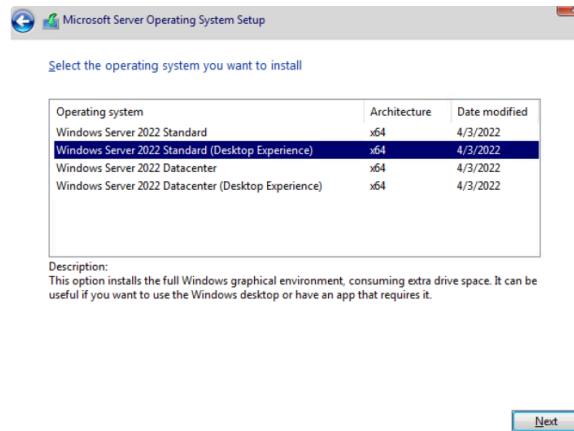 Microsoft Server Operating System Setup
Select the operating system you want to install
Operating system Architecture Date modified
Windows Server 2022 Standard x64 4/3/2022
Windows Server 2022 Standard (Desktop Experience) x64 4/3/2022
Windows Server 2022 Datacenter x64 4/3/2022
Windows Server 2022 Datacenter (Desktop Experience) x64 4/3/2022
Description:
This option installs the full Windows graphical environment, consuming extra drive space. It can be
useful if you want to use the Windows desktop or have an app that requires it.
Next